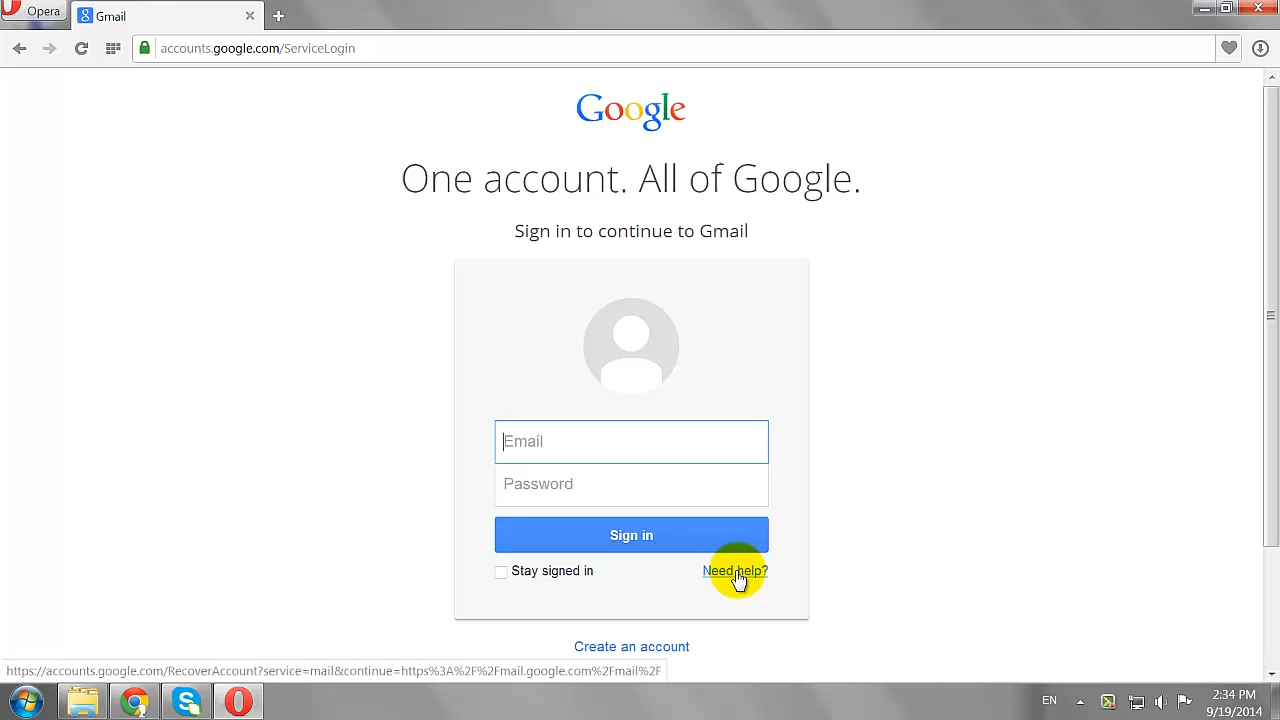 Opera
Gmail
accounts.google.com/ServiceLogin
Google
One account. All of Google.
Sign in to continue to Gmail
Email
Password
Sign in
Stay signed in
Need help?
Create an account
https://accounts.google.com/RecoverAccount?service=mail&continue=https%3A%2F%2Fmail.google.com%2Fmail%2F
EN
2:34 PM
9/19/2014